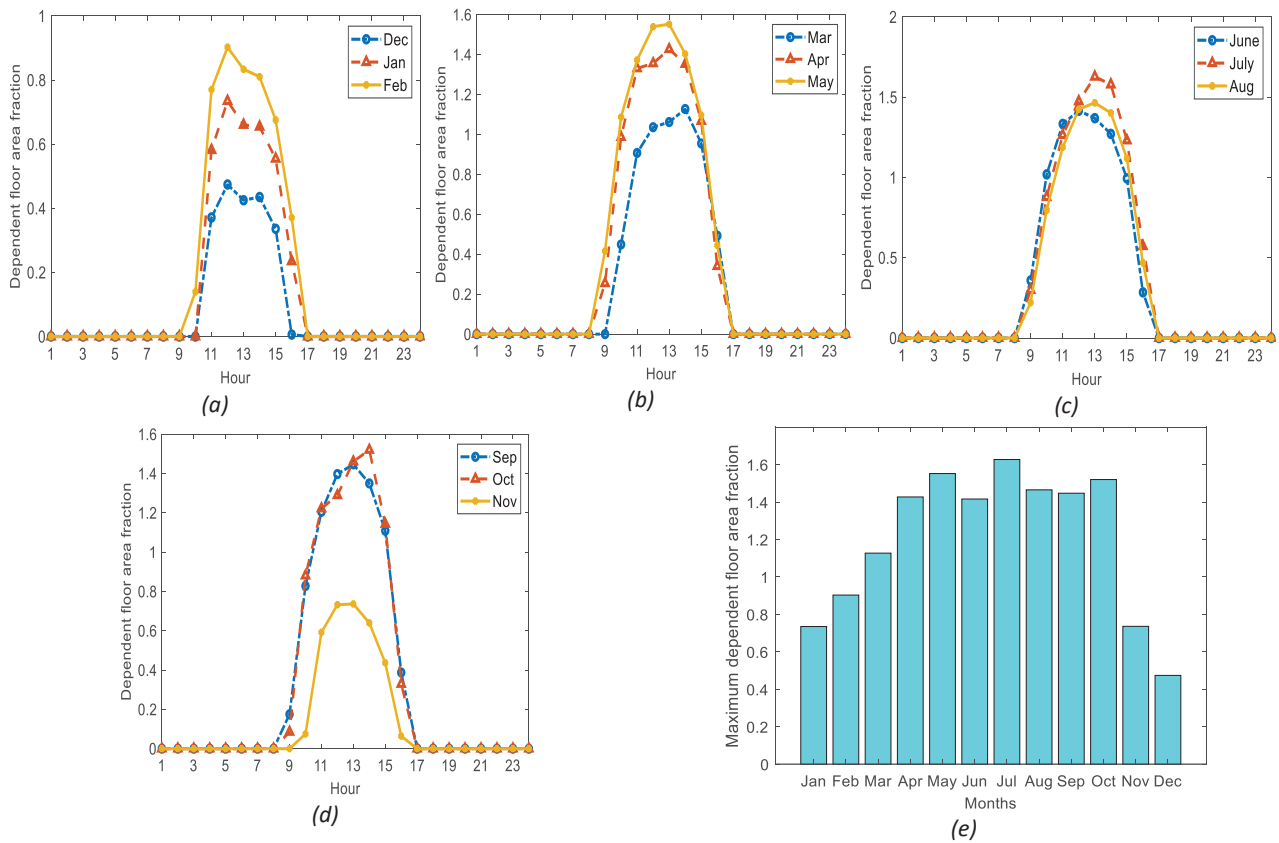 Dependent floor area fraction
1
0.8
0.6
0.4
0.2
0
Dec
Jan
Feb
1 3 5 7 9 11 13 15 17 19 21 23
Hour
(a)
Dependent floor area fraction
1.6
1.4
1.2
1
0.8
0.6
0.4
0.2
0
Mar
Apr
May
1 3 5 7 9 11 13 15 17 19 21 23
Hour
(b)
Dependent floor area fraction
2
1.5
1
0.5
0
June
July
Aug
1 3 5 7 9 11 13 15 17 19 21 23
Hour
(c)
Dependent floor area fraction
1.6
1.4
1.2
1
0.8
0.6
0.4
0.2
0
Sep
Oct
Nov
1 3 5 7 9 11 13 15 17 19 21 23
Hour
(d)
Maximum dependent floor area fraction
1.6
1.4
1.2
1
0.8
0.6
0.4
0.2
0
Jan Feb Mar Apr May Jun Jul Aug Sep Oct Nov Dec
Months
(e)